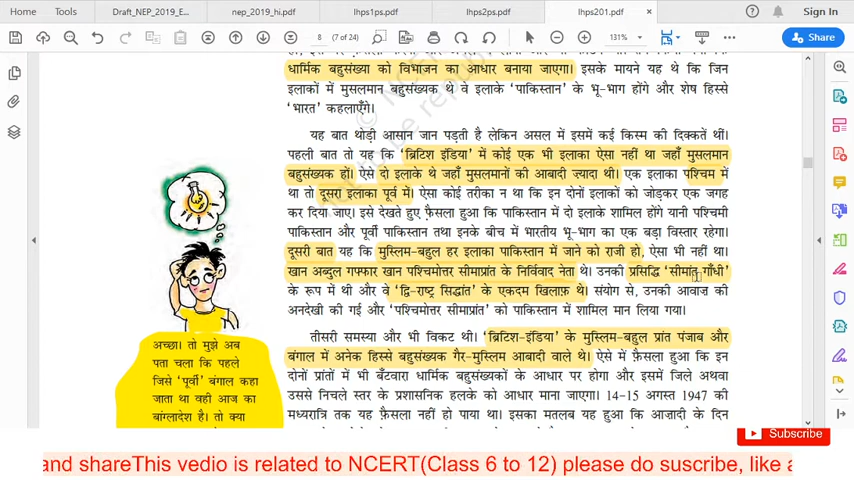 Draft_NEP_2019_E...
nep_2019_hi.pdf
lhps1ps.pdf
lhps2ps.pdf
lhps201.pdf
×
Sign In
8
(7 of 24)
131%
Share
धार्मिक बहुसंख्या को विभाजन का आधार बनाया जाएगा। इसके मायने यह थे कि जिन
इलाकों में मुसलमान बहुसंख्यक थे वे इलाके 'पाकिस्तान' के भू-भाग होंगे और शेष हिस्से
'भारत' कहलाएँगे।
यह बात थोड़ी आसान जान पड़ती है लेकिन असल में इसमें कई किस्म की दिक्कतें थीं।
पहली बात तो यह कि 'ब्रिटिश इंडिया' में कोई एक भी इलाका ऐसा नहीं था जहाँ मुसलमान
बहुसंख्यक हों। ऐसे दो इलाके थे जहाँ मुसलमानों की आबादी ज्यादा थी। एक इलाका पश्चिम में
था तो दूसरा इलाका पूर्व में। ऐसा कोई तरीका न था कि इन दोनों इलाकों को जोड़कर एक जगह
कर दिया जाए। इसे देखते हुए फ़ैसला हुआ कि पाकिस्तान में दो इलाके शामिल होंगे यानी पश्चिमी
पाकिस्तान और पूर्वी पाकिस्तान तथा इनके बीच में भारतीय भू-भाग का एक बड़ा विस्तार रहेगा।
दूसरी बात यह कि मुस्लिम-बहुल हर इलाका पाकिस्तान में जाने को राजी हो, ऐसा भी नहीं था।
खान अब्दुल गफ्फार खान पश्चिमोत्तर सीमाप्रांत के निर्विवाद नेता थे। उनकी प्रसिद्धि 'सीमांत गाँधी'
के रूप में थी और वे 'द्वि-राष्ट्र सिद्धांत' के एकदम खिलाफ़ थे। संयोग से, उनकी आवाज की
अनदेखी की गई और 'पश्चिमोत्तर सीमाप्रांत' को पाकिस्तान में शामिल मान लिया गया।
तीसरी समस्या और भी विकट थी। 'ब्रिटिश-इंडिया' के मुस्लिम-बहुल प्रांत पंजाब और
बंगाल में अनेक हिस्से बहुसंख्यक गैर-मुस्लिम आबादी वाले थे। ऐसे में फ़ैसला हुआ कि इन
दोनों प्रांतों में भी बँटवारा धार्मिक बहुसंख्यकों के आधार पर होगा और इसमें जिले अथवा
उससे निचले स्तर के प्रशासनिक हलके को आधार माना जाएगा। 14-15 अगस्त 1947 की
मध्यरात्रि तक यह फ़ैसला नहीं हो पाया था। इसका मतलब यह हुआ कि आज़ादी के दिन
अच्छा! तो मुझे अब
पता चला कि पहले
जिसे 'पूर्वी' बंगाल कहा
जाता था वही आज का
बांग्लादेश है। तो क्या
Subscribe
and shareThis vedio is related to NCERT(Class 6 to 12) please do suscribe, like a